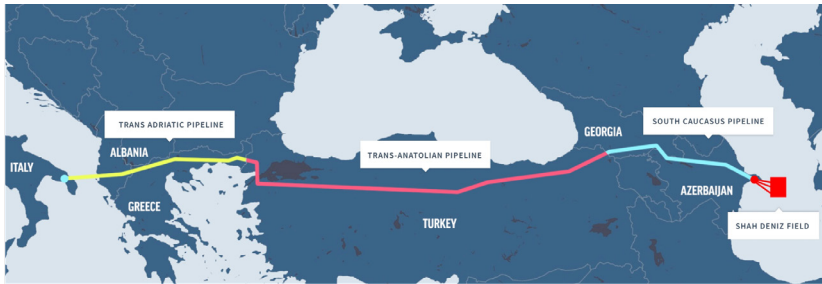 SOUTH CAUCASUS PIPELINE
TRANS ADRIATIC PIPELINE
GEORGIA
ALBANIA
TRANS-ANATOLIAN PIPELINE
ITALY
AZERBAIJAN
GREECE
TURKEY
SHAH DENIZ FIELD